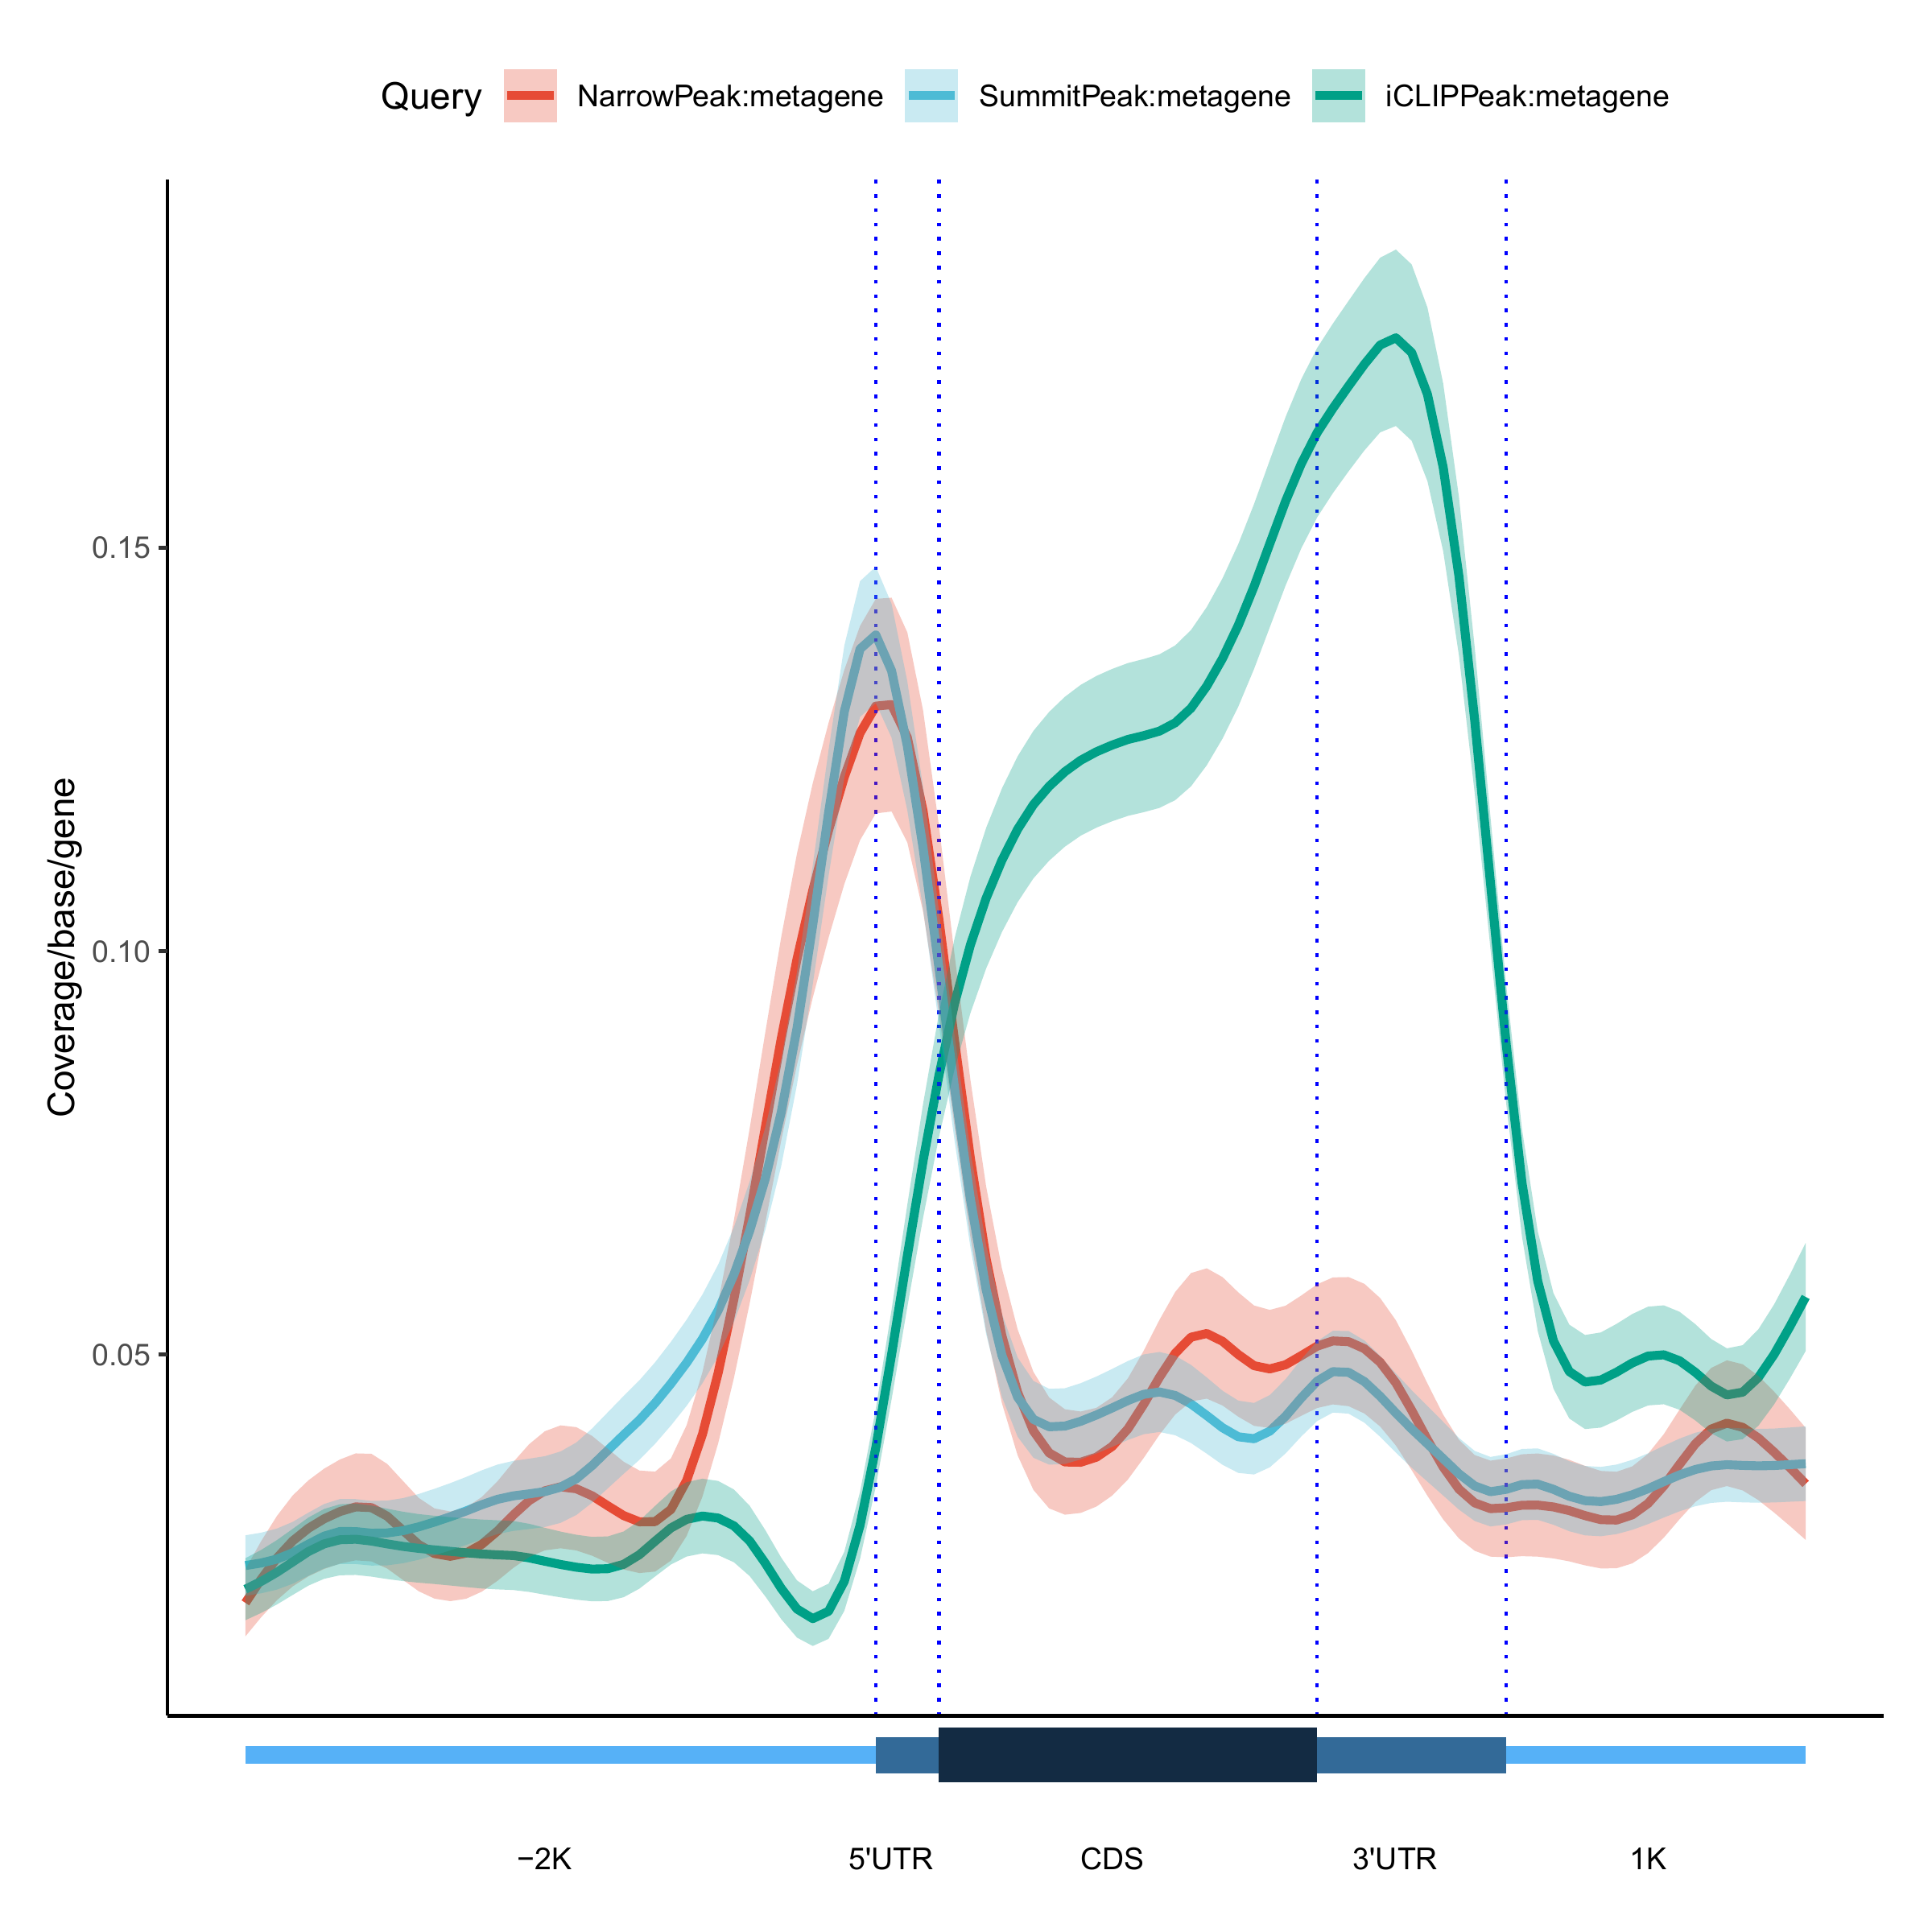 Query NarrowPeak:metagene SummitPeak:metagene iCLIPPeak:metagene
0.15
0.10
0.05
Coverage/base/gene
−2K 5'UTR CDS 3'UTR 1K